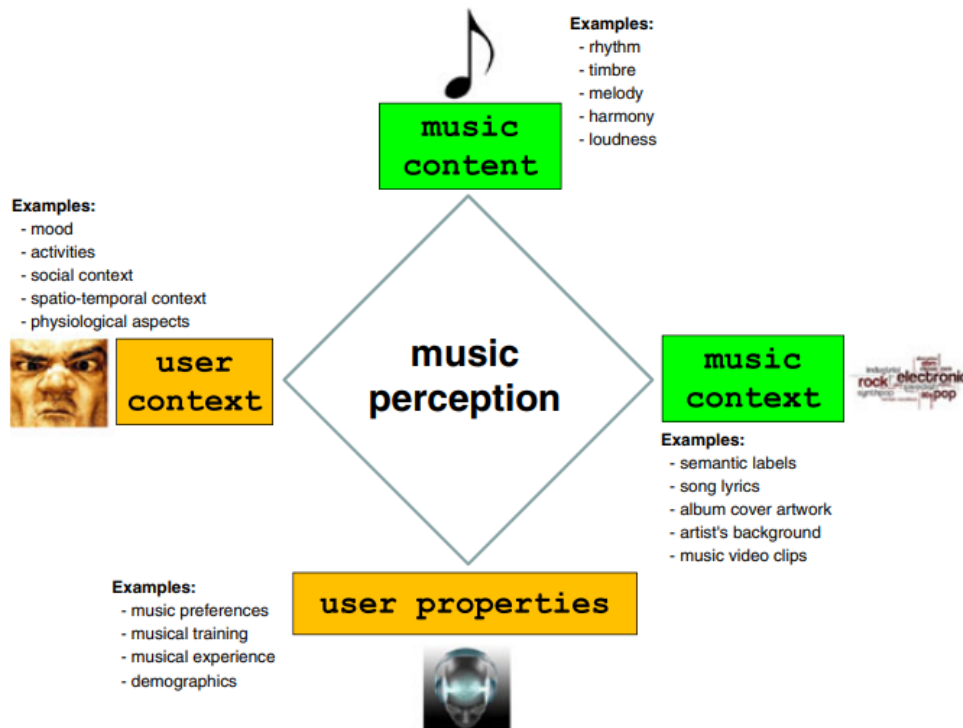 Examples:
- rhythm
- timbre
- melody
- harmony
- loudness
music
content
Examples:
- mood
- activities
- social context
- spatio-temporal context
- physiological aspects
user
context
music
perception
music
context
industrial
rock
electronic
synthpop
pop
Examples:
- semantic labels
- song lyrics
- album cover artwork
- artist's background
- music video clips
user properties
Examples:
- music preferences
- musical training
- musical experience
- demographics